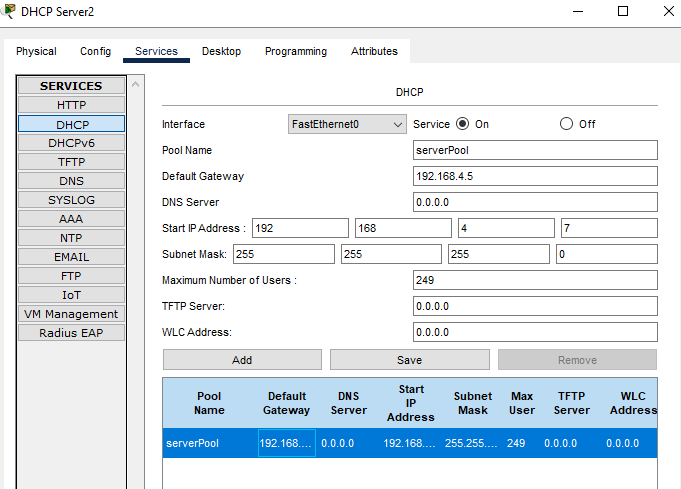 DHCP Server2
Physical Config Services Desktop Programming Attributes
SERVICES
HTTP
DHCP
DHCPv6
TFTP
DNS
SYSLOG
AAA
NTP
EMAIL
FTP
IoT
VM Management
Radius EAP
DHCP
Interface FastEthernet0 Service On Off
Pool Name serverPool
Default Gateway 192.168.4.5
DNS Server 0.0.0.0
Start IP Address : 192 168 4 7
Subnet Mask: 255 255 255 0
Maximum Number of Users : 249
TFTP Server: 0.0.0.0
WLC Address: 0.0.0.0
Add Save Remove
Pool Name Default Gateway DNS Server Start IP Address Subnet Mask Max User TFTP Server WLC Address
serverPool 192.168.... 0.0.0.0 192.168.... 255.255.... 249 0.0.0.0 0.0.0.0